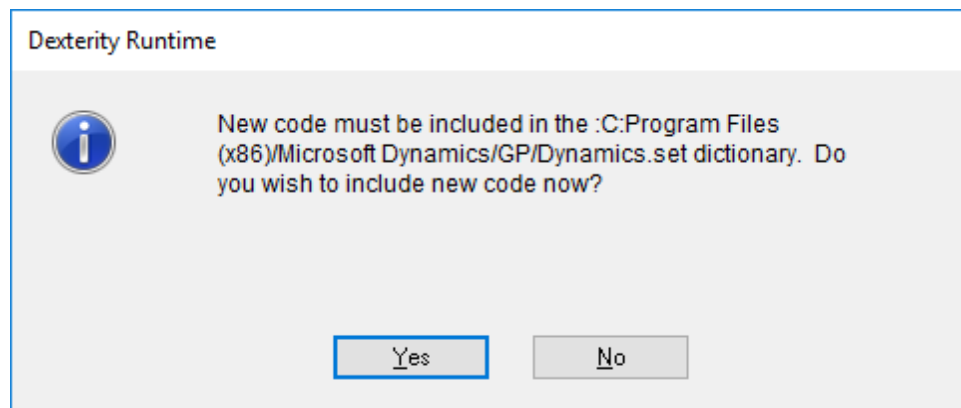 Dexterity Runtime
New code must be included in the :C:Program Files
(x86)/Microsoft Dynamics/GP/Dynamics.set dictionary.  Do
you wish to include new code now?
Yes
No